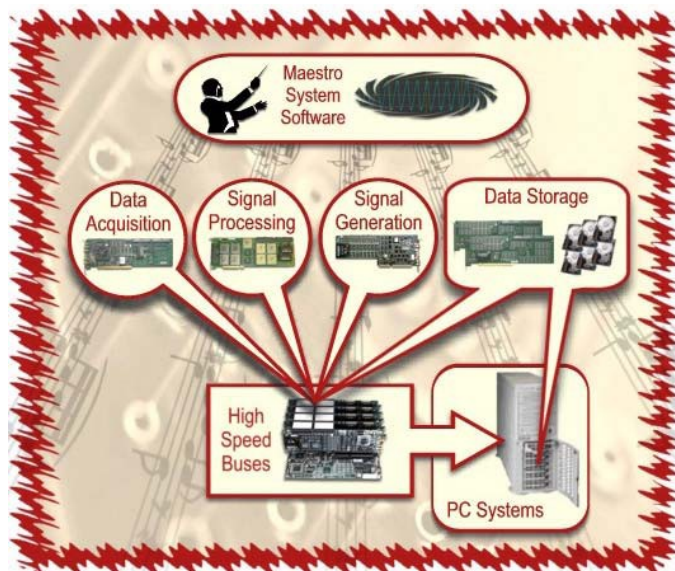 Maestro
System
Software
Data
Acquisition
Signal
Processing
Signal
Generation
Data Storage
High
Speed
Buses
PC Systems